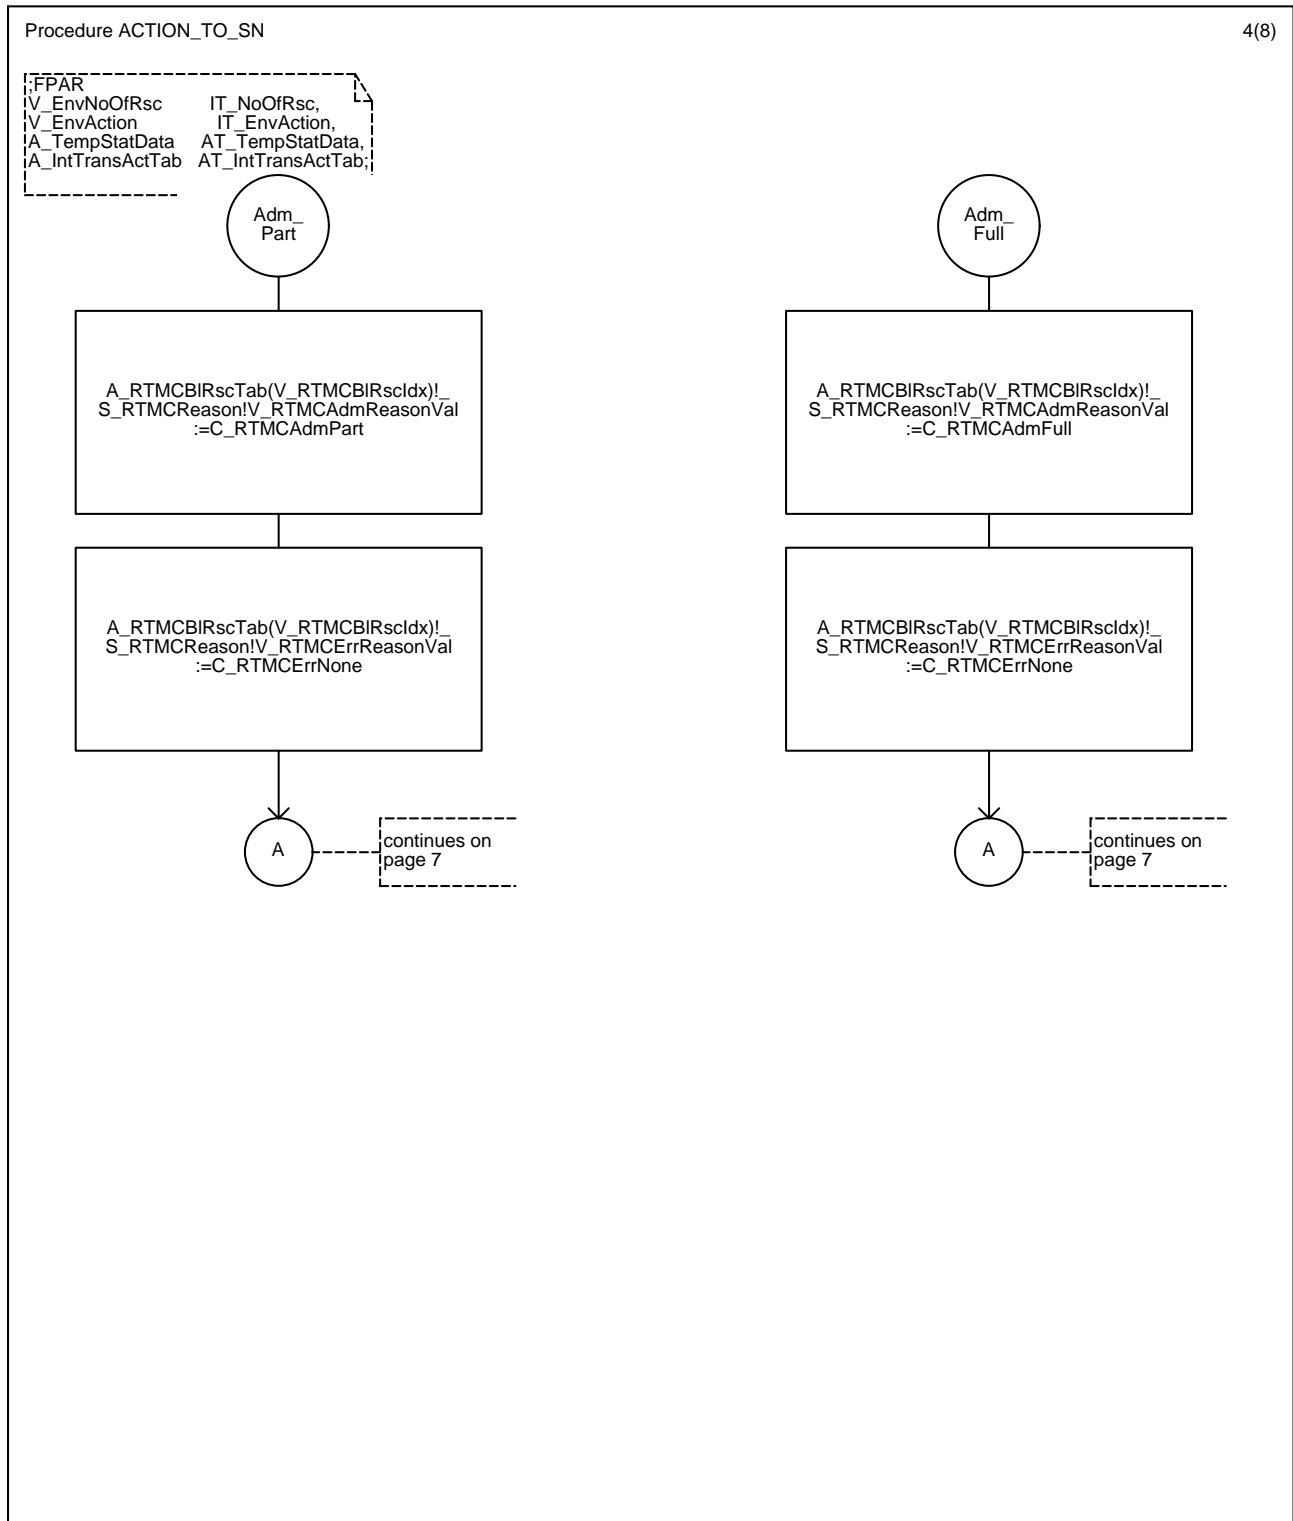 Procedure ACTION_TO_SN 4(8)
;FPAR
V_EnvNoOfRsc IT_NoOfRsc,
V_EnvAction IT_EnvAction,
A_TempStatData AT_TempStatData,
A_IntTransActTab AT_IntTransActTab;
Adm_
Part
A_RTMCBlRscTab(V_RTMCBlRscIdx)!_
S_RTMCReason!V_RTMCAdmReasonVal
:=C_RTMCAdmPart
A_RTMCBlRscTab(V_RTMCBlRscIdx)!_
S_RTMCReason!V_RTMCErrReasonVal
:=C_RTMCErrNone
A
continues on
page 7
Adm_
Full
A_RTMCBlRscTab(V_RTMCBlRscIdx)!_
S_RTMCReason!V_RTMCAdmReasonVal
:=C_RTMCAdmFull
A_RTMCBlRscTab(V_RTMCBlRscIdx)!_
S_RTMCReason!V_RTMCErrReasonVal
:=C_RTMCErrNone
A
continues on
page 7